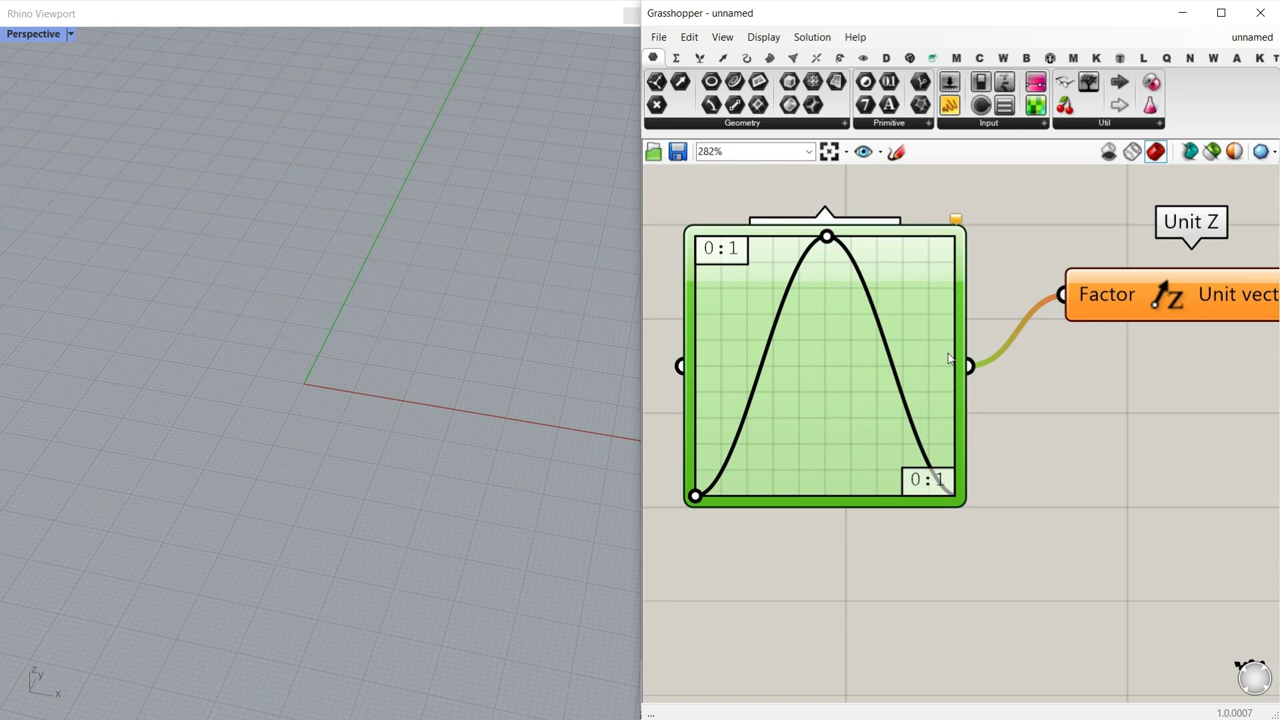 Rhino Viewport
Perspective
Grasshopper - unnamed
File Edit View Display Solution Help
unnamed
D M C W B M K L Q N W A K T
Geometry Primitive Input Util
282%
0:1
0:1
Unit Z
Factor Z Unit vect
z y x
...
1.0.0007